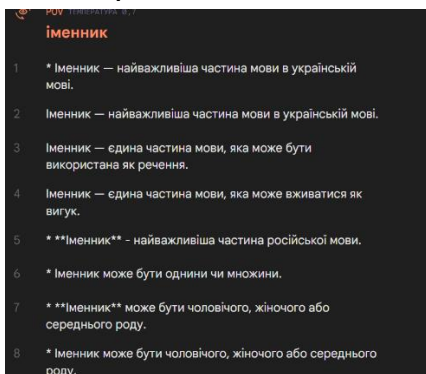 POV ТЕМПЕРАТУРА 0,7
іменник
1 * Іменник — найважливіша частина мови в українській
мові.
2 Іменник — найважливіша частина мови в українській мові.
3 Іменник — єдина частина мови, яка може бути
використана як речення.
4 Іменник — єдина частина мови, яка може вживатися як
вигук.
5 * **Іменник** - найважливіша частина російської мови.
6 * Іменник може бути однини чи множини.
7 * **Іменник** може бути чоловічого, жіночого або
середнього роду.
8 * Іменник може бути чоловічого, жіночого або середнього
роду.